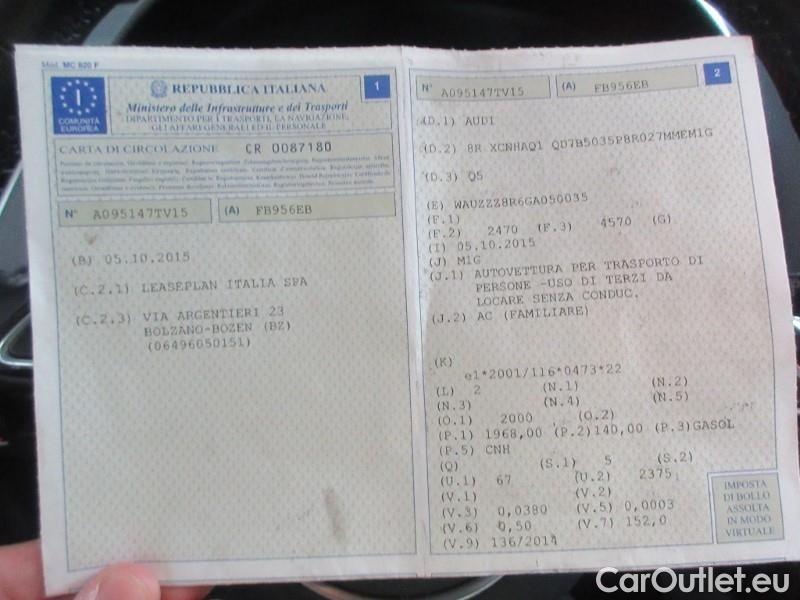 Mod. MC 820 F
I
COMUNITÀ
EUROPEA
REPUBBLICA ITALIANA
1
Ministero delle Infrastrutture e dei Trasporti
DIPARTIMENTO PER I TRASPORTI, LA NAVIGAZIONE,
GLI AFFARI GENERALI ED IL PERSONALE
CARTA DI CIRCOLAZIONE CR 0087180
N° A095147TV15 (A) FB956EB
(B) 05.10.2015
(C.2.1) LEASEPLAN ITALIA SPA
(C.2.3) VIA ARGENTIERI 23
BOLZANO-BOZEN (BZ)
(06496050151)
N° A095147TV15 (A) FB956EB
2
(D.1) AUDI
(D.2) 8R XCNHAQ1 QD7B5035P8R027MMEM1G
(D.3) Q5
(E) WAUZZZ8R6GA050035
(F.1)
(F.2) 2470 (F.3) 4570 (G)
(I) 05.10.2015
(J) M1G
(J.1) AUTOVETTURA PER TRASPORTO DI
PERSONE -USO DI TERZI DA
LOCARE SENZA CONDUC.
(J.2) AC (FAMILIARE)
(K)
e1*2001/116*0473*22
(L) 2 (N.1) (N.2)
(N.3) (N.4) (N.5)
(O.1) 2000 (O.2)
(P.1) 1968,00 (P.2)140,00 (P.3)GASOL
(P.5) CNH
(Q) (S.1) 5 (S.2)
(U.1) 67 (U.2) 2375
(V.1) (V.2)
(V.3) 0,0380 (V.5) 0,0003
(V.6) 0,50 (V.7) 152,0
(V.9) 136/2014
IMPOSTA
DI BOLLO
ASSOLTA
IN MODO
VIRTUALE
CarOutlet.eu